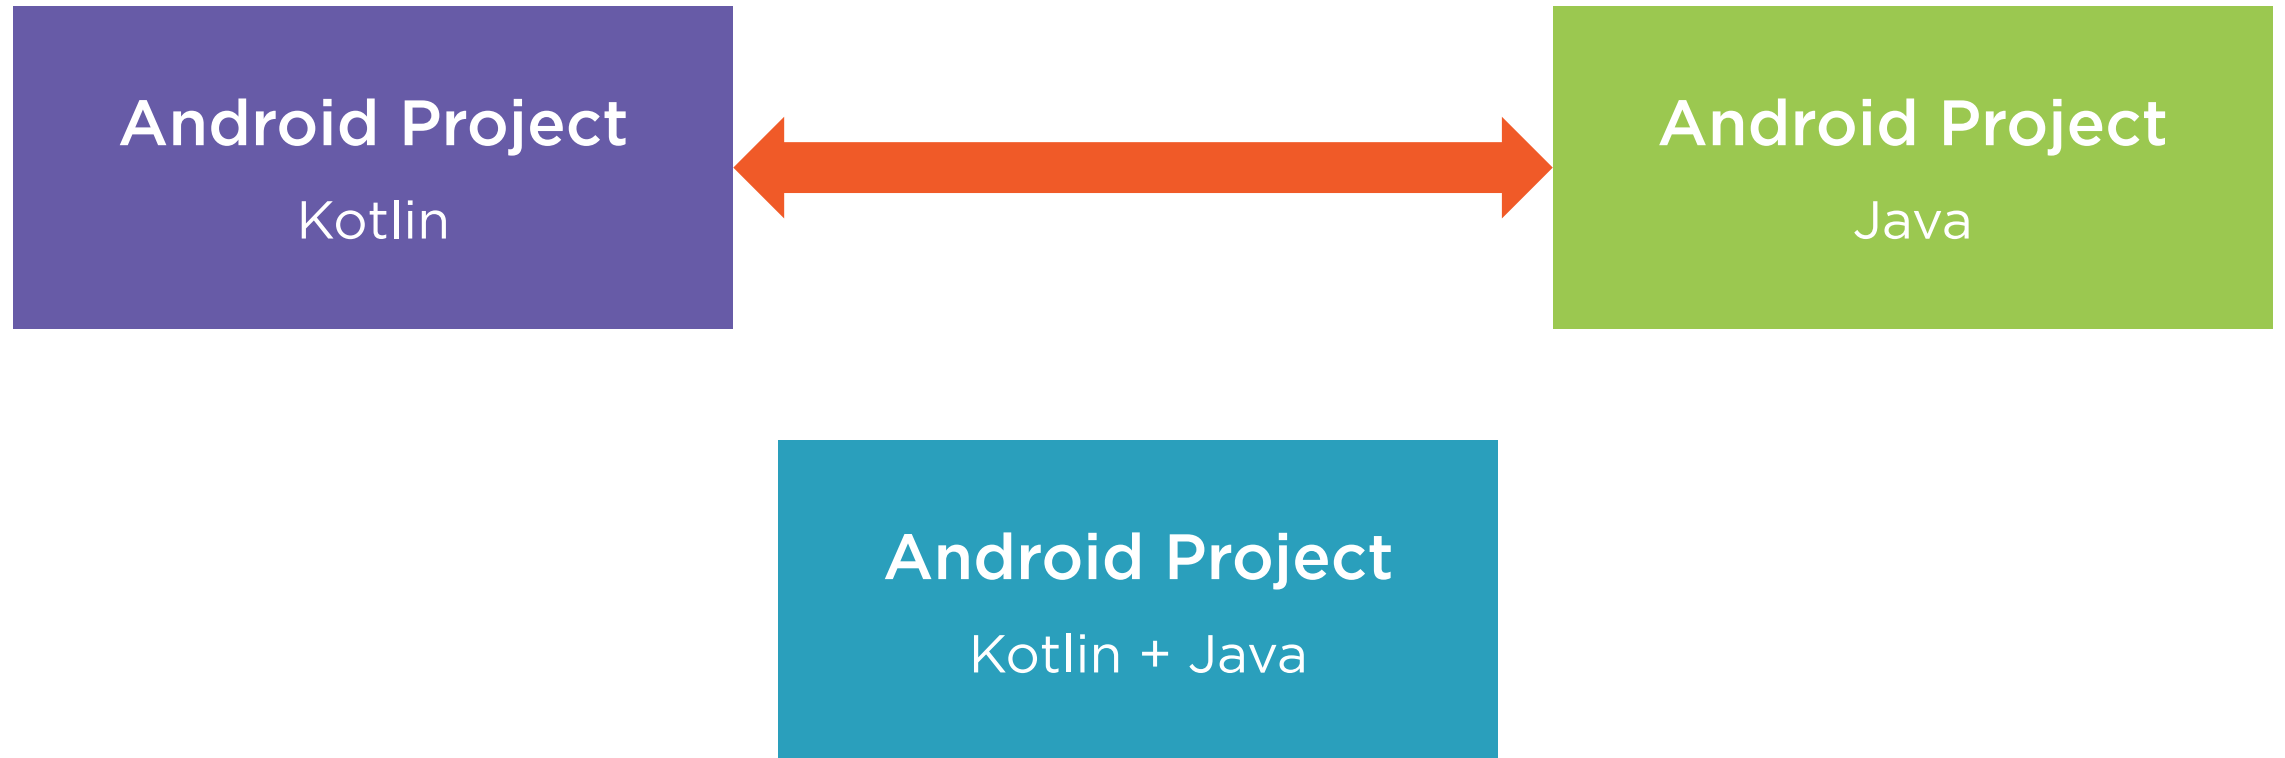 Android Project
Kotlin
Android Project
Java
Android Project
Kotlin + Java